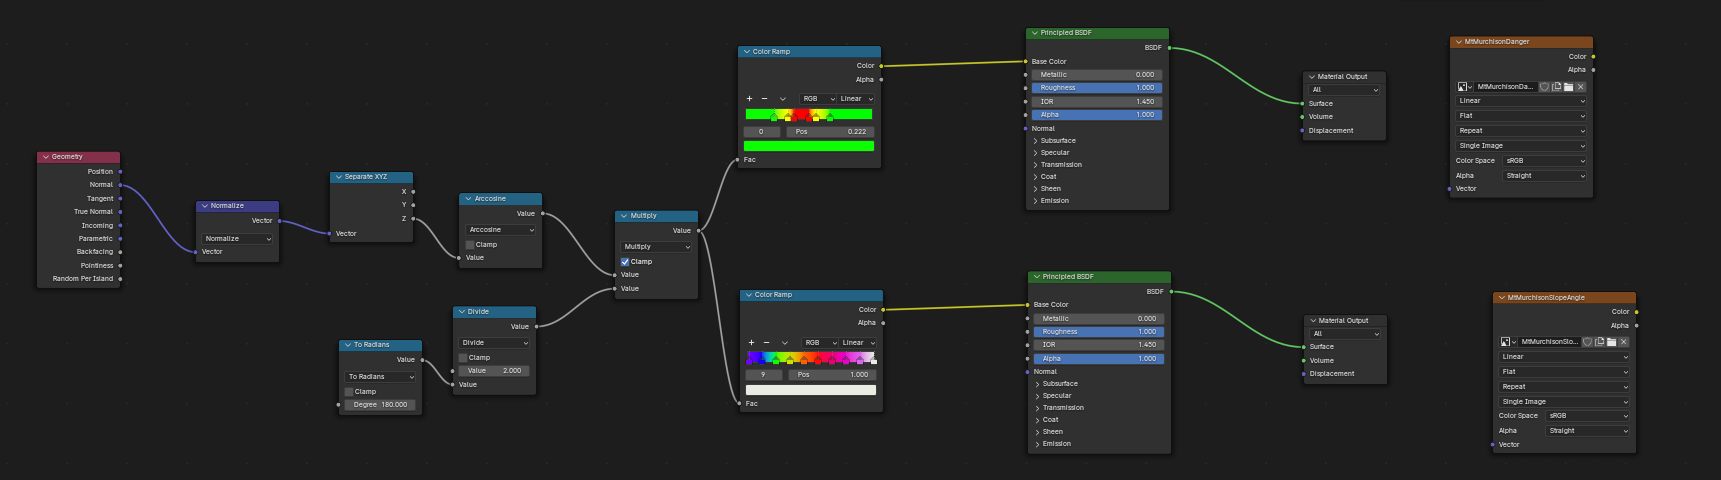 Geometry
Position
Normal
Tangent
True Normal
Incoming
Parametric
Backfacing
Pointiness
Random Per Island
Normalize
Vector
Normalize
Vector
Separate XYZ
X
Y
Z
Vector
Arccosine
Value
Arccosine
Clamp
Value
To Radians
Value
To Radians
Clamp
Degree 180.000
Divide
Value
Divide
Clamp
Value 2.000
Value
Multiply
Value
Multiply
Clamp
Value
Value
Color Ramp
Color
Alpha
RGB Linear
0 Pos 0.222
Fac
Color Ramp
Color
Alpha
RGB Linear
9 Pos 1.000
Fac
Principled BSDF
BSDF
Base Color
Metallic 0.000
Roughness 1.000
IOR 1.450
Alpha 1.000
Normal
Subsurface
Specular
Transmission
Coat
Sheen
Emission
Principled BSDF
BSDF
Base Color
Metallic 0.000
Roughness 1.000
IOR 1.450
Alpha 1.000
Normal
Subsurface
Specular
Transmission
Coat
Sheen
Emission
Material Output
All
Surface
Volume
Displacement
Material Output
All
Surface
Volume
Displacement
MtMurchisonDanger
Color
Alpha
MtMurchisonDa...
Linear
Flat
Repeat
Single Image
Color Space sRGB
Alpha Straight
Vector
MtMurchisonSlopeAngle
Color
Alpha
MtMurchisonSlo...
Linear
Flat
Repeat
Single Image
Color Space sRGB
Alpha Straight
Vector